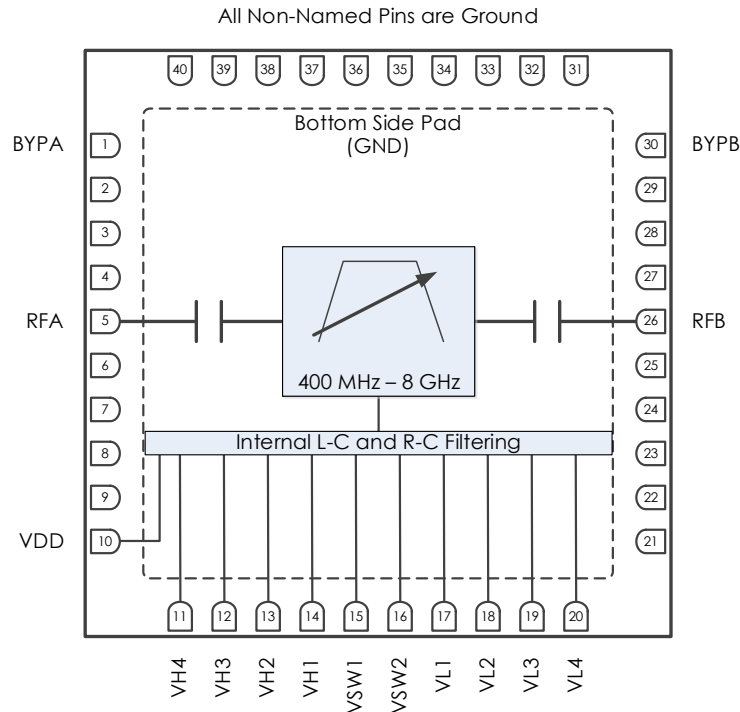 All Non-Named Pins are Ground
40 39 38 37 36 35 34 33 32 31
Bottom Side Pad
(GND)
BYPA 1 30 BYPB
2 29
3 28
4 27
RFA 5 26 RFB
6 25
400 MHz – 8 GHz
7 24
Internal L-C and R-C Filtering
8 23
9 22
VDD 10 21
11 12 13 14 15 16 17 18 19 20
VH4
VH3
VH2
VH1
VSW1
VSW2
VL1
VL2
VL3
VL4